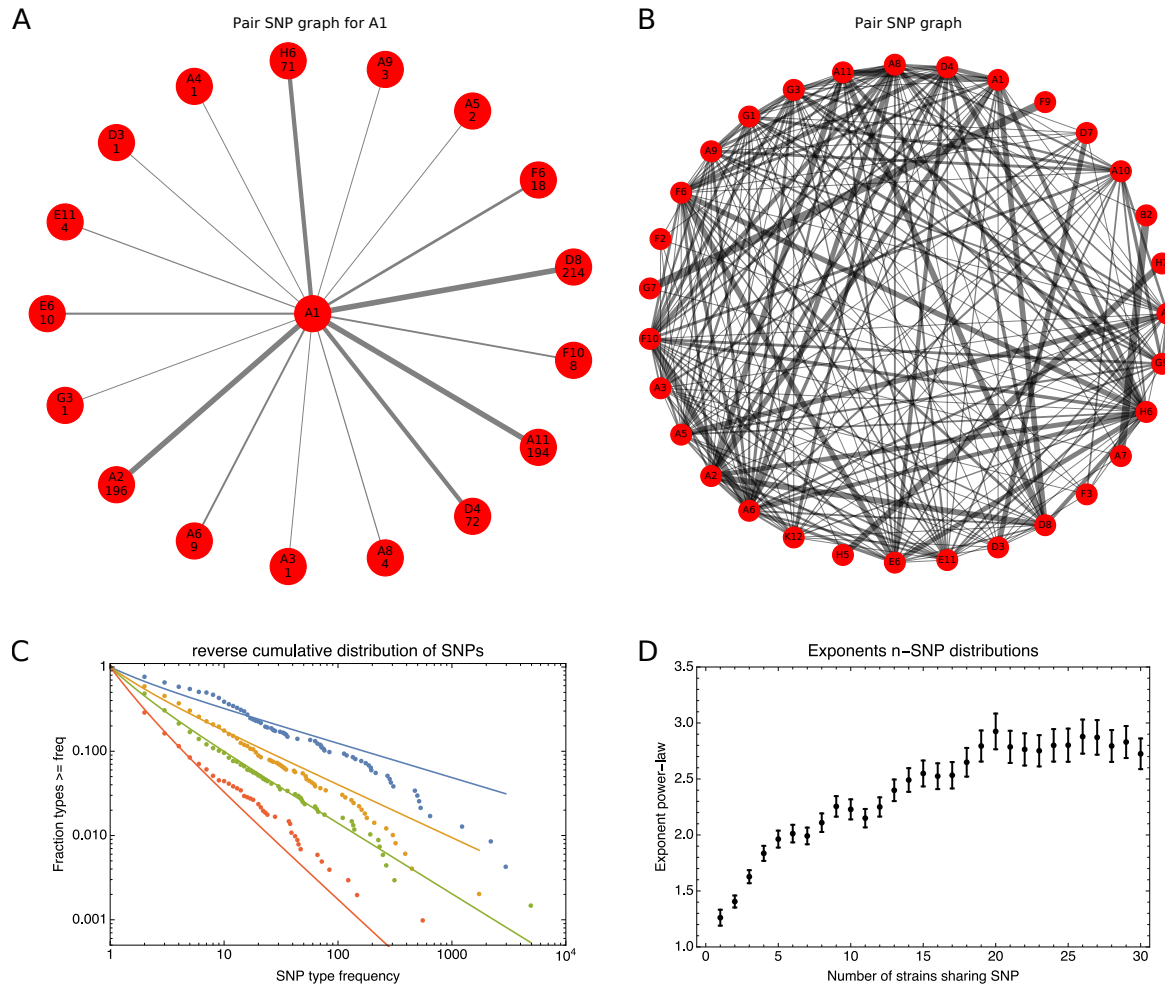 A
Pair SNP graph for A1
H6
71
A9
3
A4
1
A5
2
D3
1
F6
18
E11
4
D8
214
E6
10
A1
F10
8
G3
1
A11
194
A2
196
D4
72
A6
9
A3
1
A8
4
B
Pair SNP graph
A8
D4
A11
A1
G3
F9
G1
D7
A9
A10
F6
B2
F2
G7
F10
A3
H6
A5
A7
A2
F3
A6
D8
K12
D3
H5
E11
E6
C
reverse cumulative distribution of SNPs
Fraction types >= freq
1
0.100
0.010
0.001
1
10
100
1000
10^4
SNP type frequency
D
Exponents n−SNP distributions
Exponent power−law
3.5
3.0
2.5
2.0
1.5
1.0
0
5
10
15
20
25
30
Number of strains sharing SNP